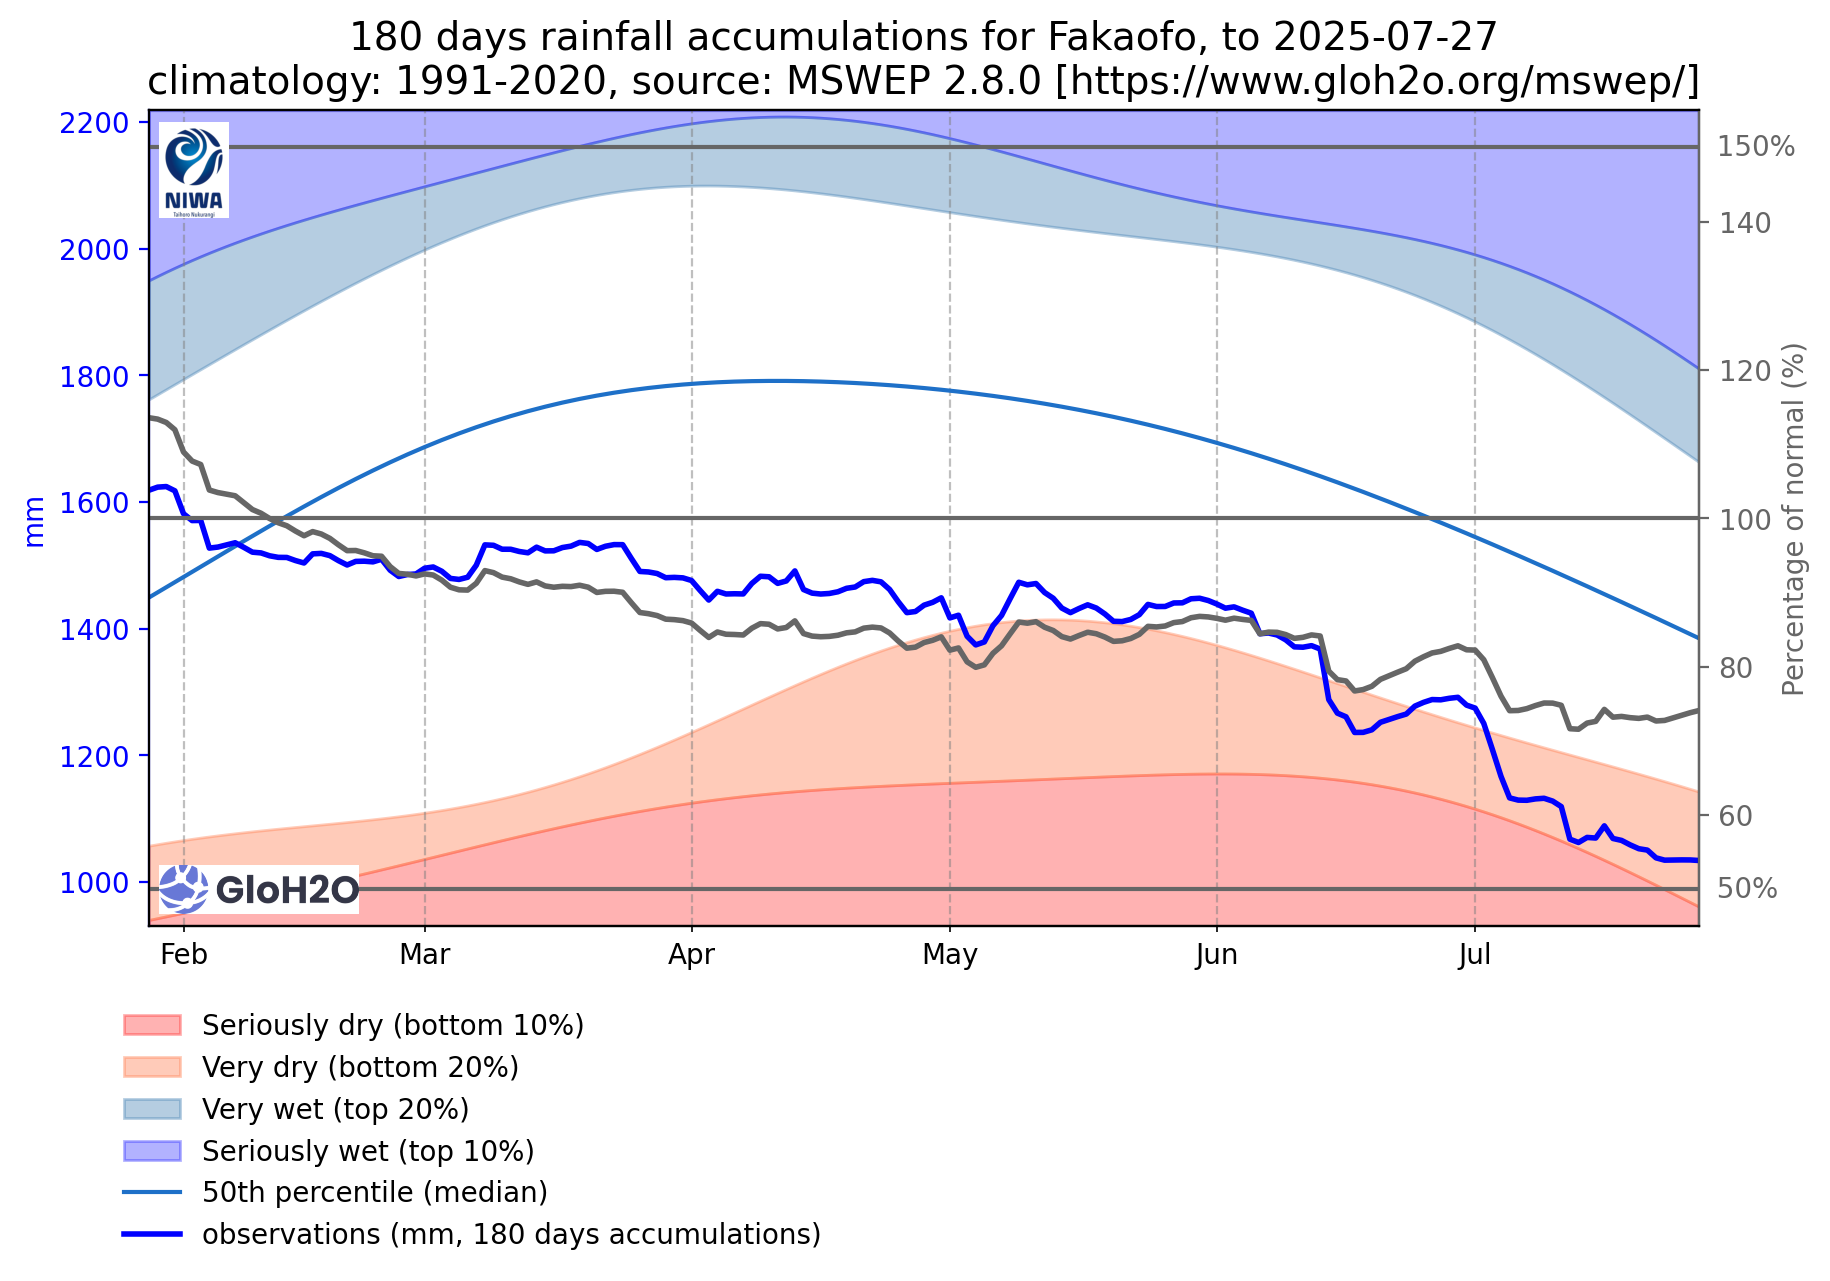 180 days rainfall accumulations for Fakaofo, to 2025-07-27
climatology: 1991-2020, source: MSWEP 2.8.0 [https://www.gloh2o.org/mswep/]
2200
2000
1800
1600
1400
1200
1000
mm
150%
140
120
100
80
60
50%
Percentage of normal (%)
NIWA
Taihoro Nukurangi
GloH2O
Feb
Mar
Apr
May
Jun
Jul
Seriously dry (bottom 10%)
Very dry (bottom 20%)
Very wet (top 20%)
Seriously wet (top 10%)
50th percentile (median)
observations (mm, 180 days accumulations)